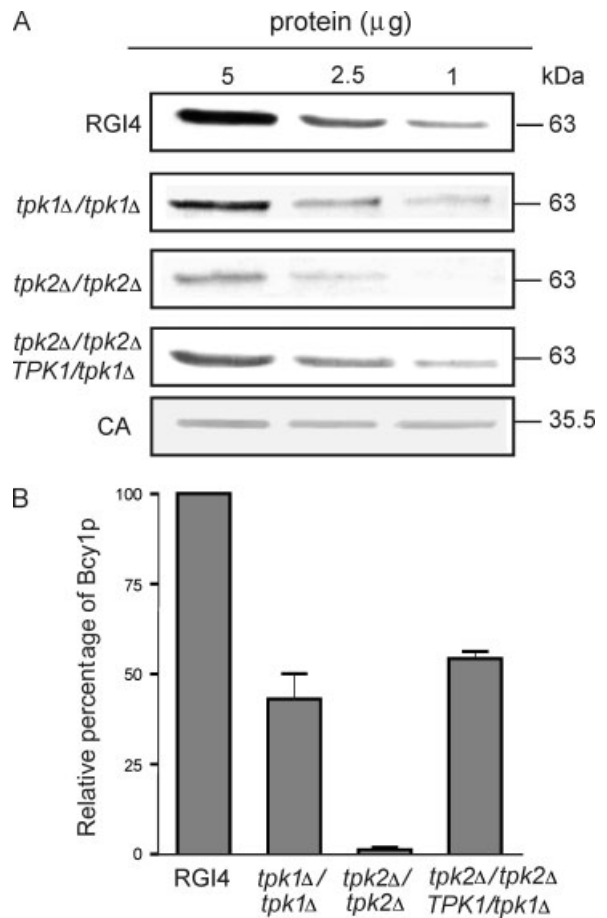 A
protein (µg)
5 2.5 1 kDa
RGI4 63
tpk1Δ/tpk1Δ 63
tpk2Δ/tpk2Δ 63
tpk2Δ/tpk2Δ
TPK1/tpk1Δ 63
CA 35.5
B
Relative percentage of Bcy1p
100
75
50
25
0
RGI4 tpk1Δ/ tpk2Δ/ tpk2Δ/tpk2Δ
tpk1Δ tpk2Δ TPK1/tpk1Δ